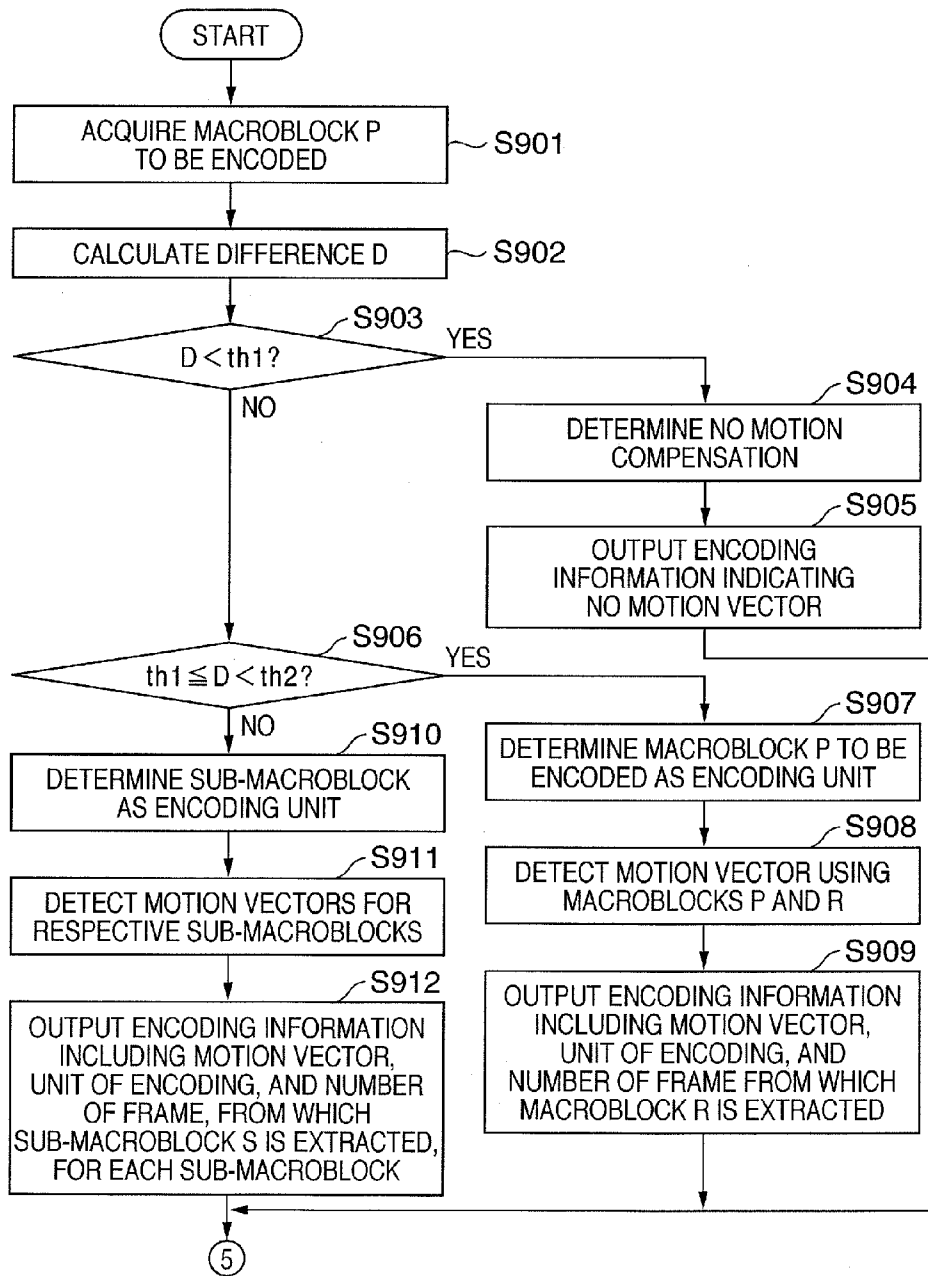 START
ACQUIRE MACROBLOCK P
TO BE ENCODED
S901
CALCULATE DIFFERENCE D
S902
S903
D<th1?
YES
NO
S904
DETERMINE NO MOTION
COMPENSATION
S905
OUTPUT ENCODING
INFORMATION INDICATING
NO MOTION VECTOR
S906
th1≦D<th2?
YES
NO
S907
DETERMINE MACROBLOCK P TO BE
ENCODED AS ENCODING UNIT
S908
DETECT MOTION VECTOR USING
MACROBLOCKS P AND R
S909
OUTPUT ENCODING INFORMATION
INCLUDING MOTION VECTOR,
UNIT OF ENCODING, AND
NUMBER OF FRAME FROM WHICH
MACROBLOCK R IS EXTRACTED
S910
DETERMINE SUB-MACROBLOCK
AS ENCODING UNIT
S911
DETECT MOTION VECTORS FOR
RESPECTIVE SUB-MACROBLOCKS
S912
OUTPUT ENCODING INFORMATION
INCLUDING MOTION VECTOR,
UNIT OF ENCODING, AND NUMBER
OF FRAME, FROM WHICH
SUB-MACROBLOCK S IS EXTRACTED,
FOR EACH SUB-MACROBLOCK
5